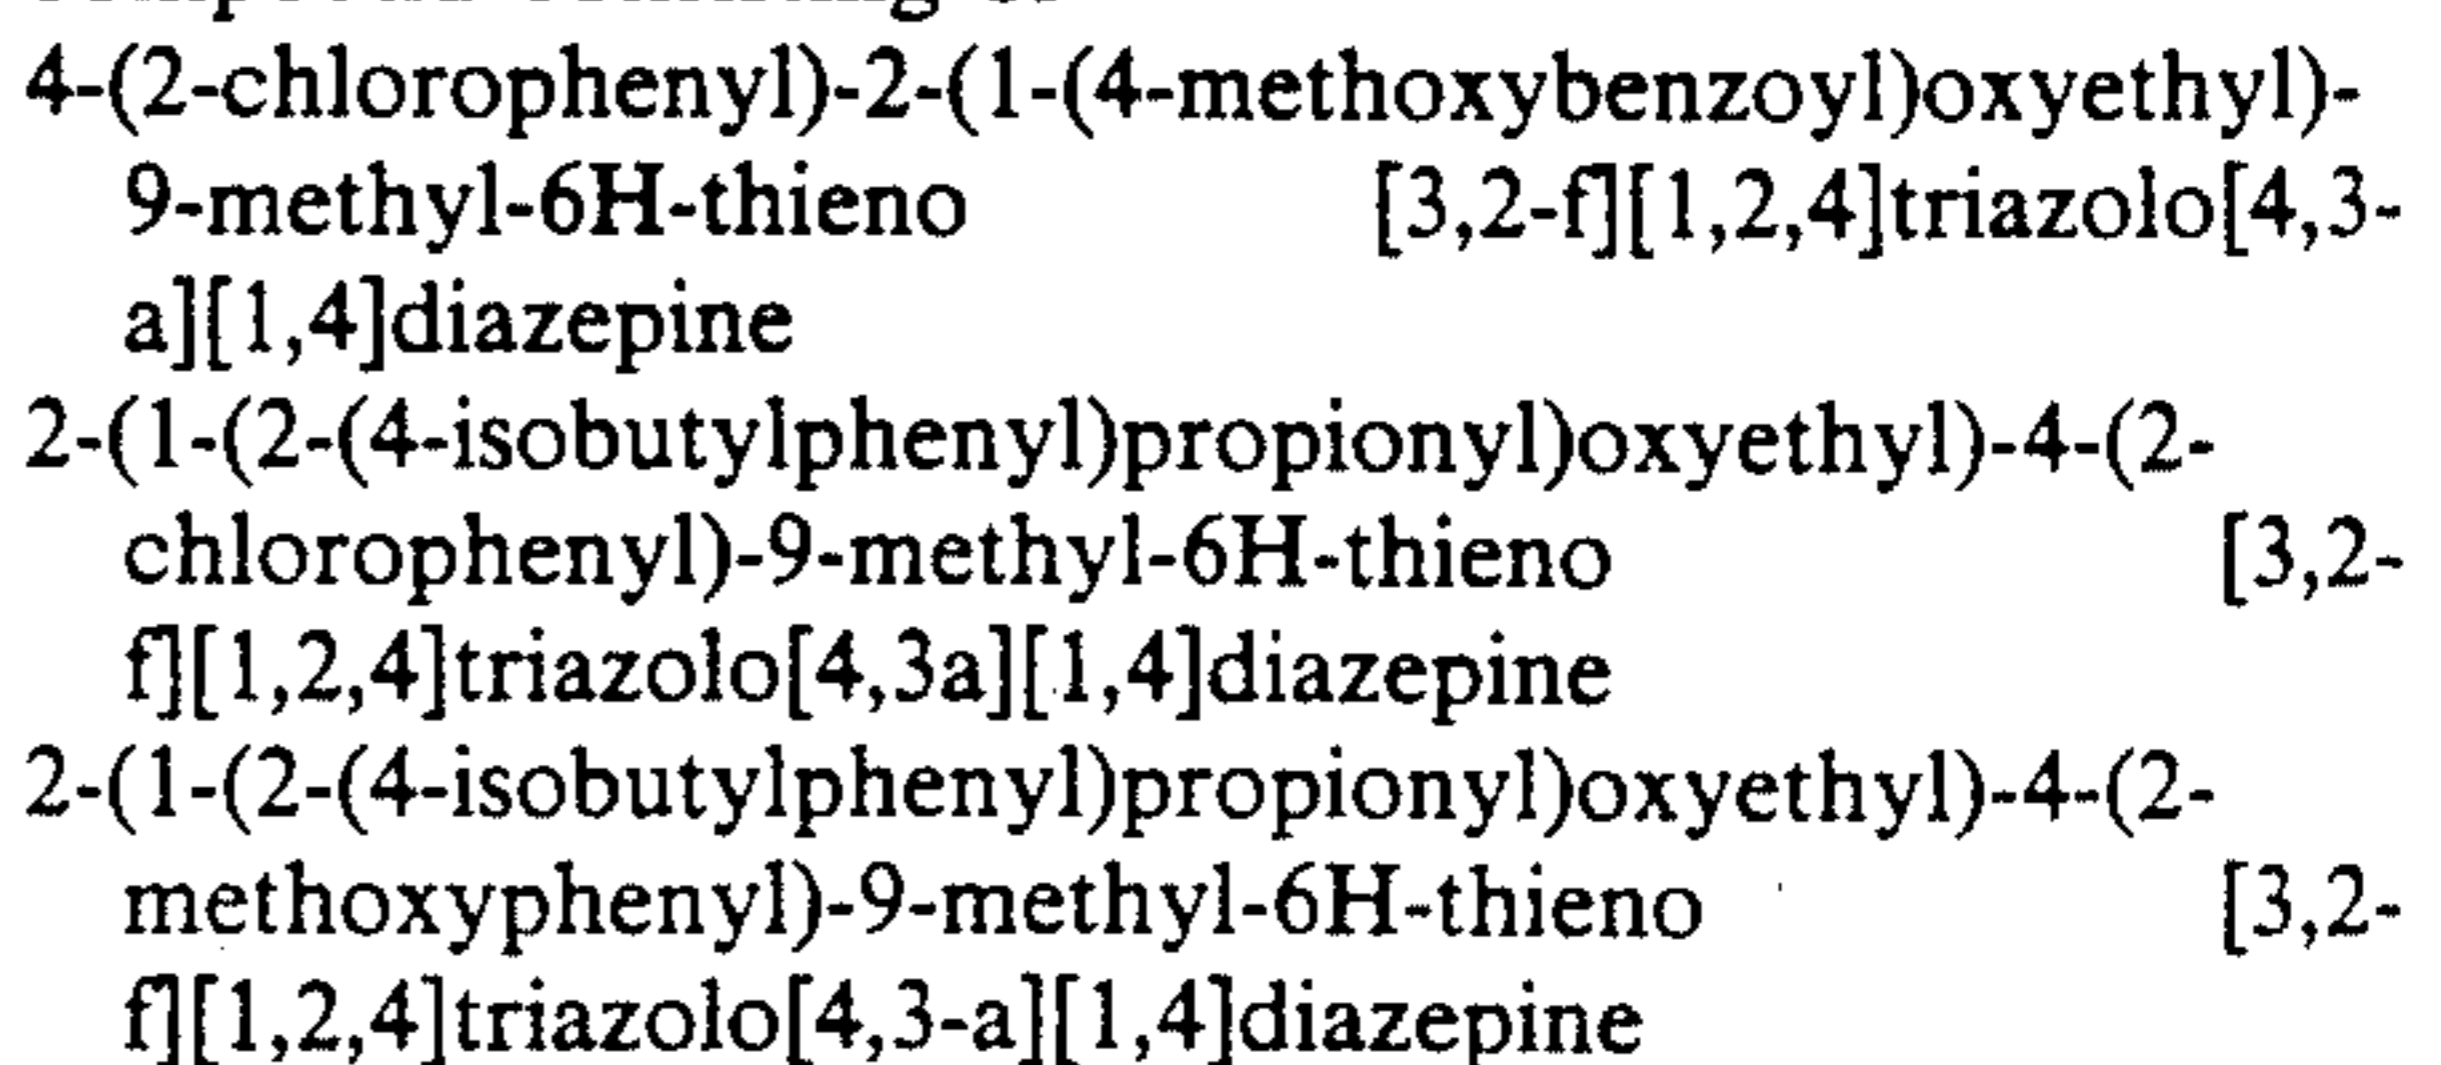 4-(2-chlorophenyl)-2-(1-(4-methoxybenzoyl)oxyethyl)-
9-methyl-6H-thieno [3,2-f][1,2,4]triazolo[4,3-
a][1,4]diazepine
2-(1-(2-(4-isobutylphenyl)propionyl)oxyethyl)-4-(2-
chlorophenyl)-9-methyl-6H-thieno [3,2-
f][1,2,4]triazolo[4,3a][1,4]diazepine
2-(1-(2-(4-isobutylphenyl)propionyl)oxyethyl)-4-(2-
methoxyphenyl)-9-methyl-6H-thieno [3,2-
f][1,2,4]triazolo[4,3-a][1,4]diazepine